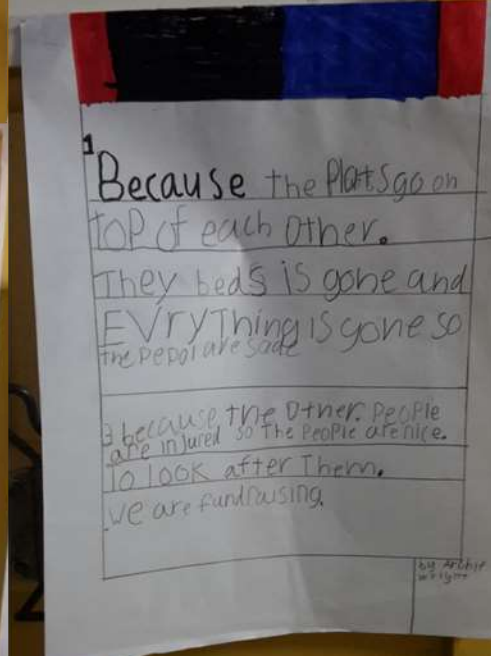 1
Because the Plats go on
top of each other.
They beds is gone and
EVryThing is gone so
the pepol are sade
3 because the Other. People
are injured so The People are nice.
To look after Them.
we are fundraising.
by Archie
wright